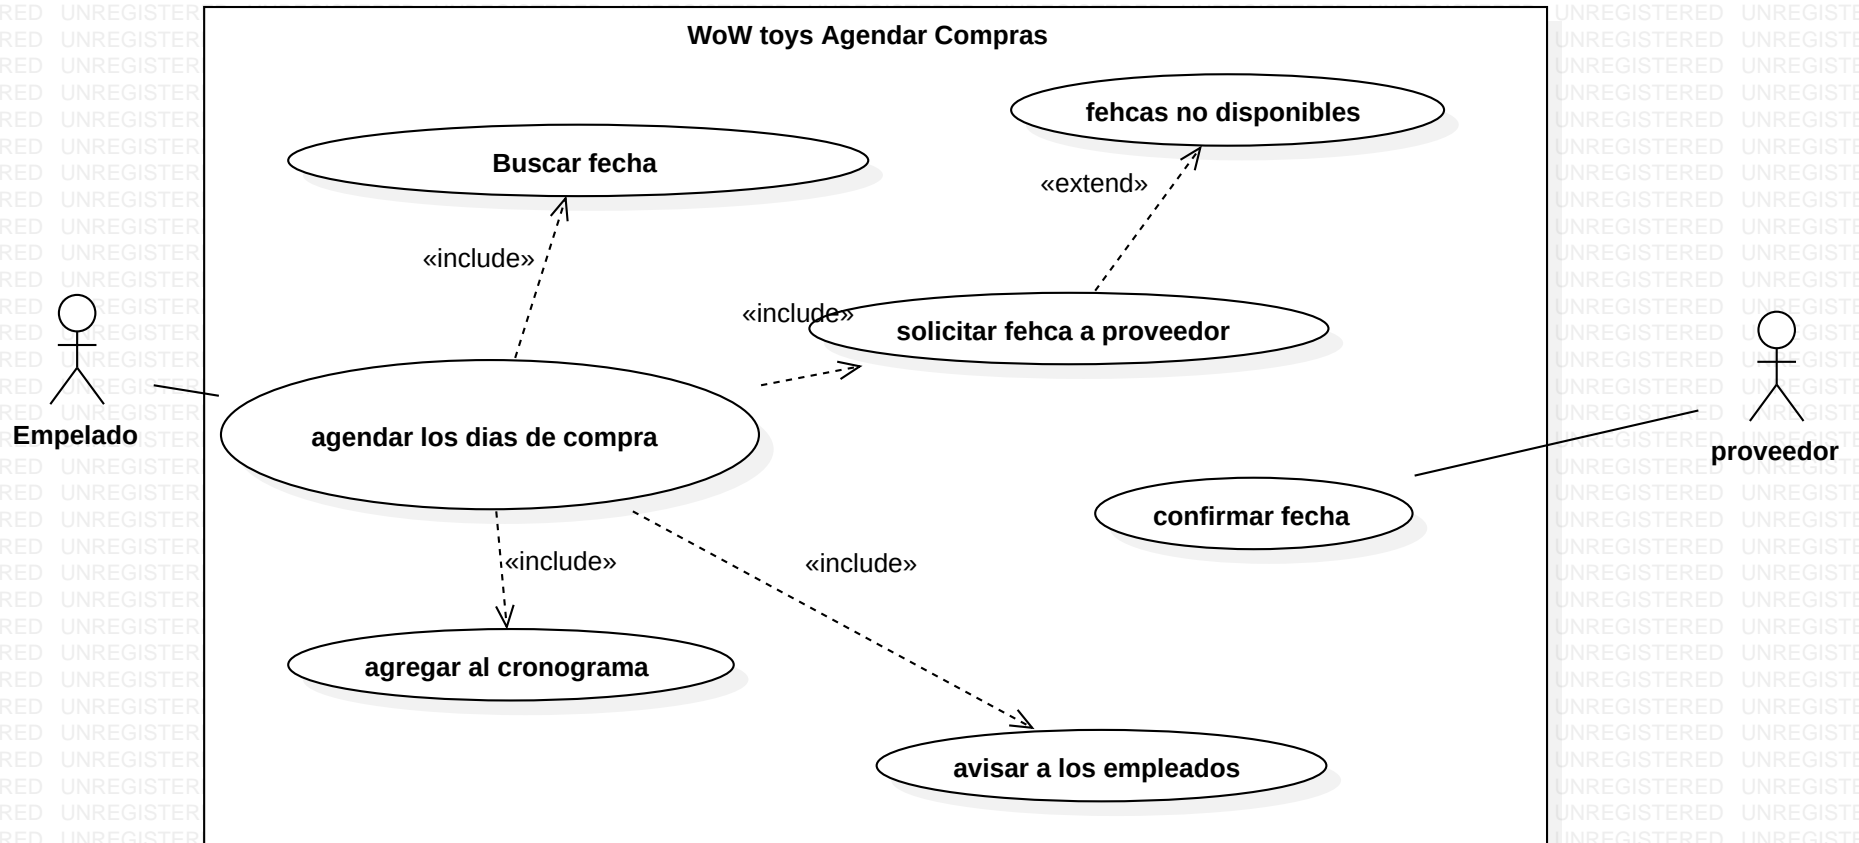 WoW toys Agendar Compras
fehcas no disponibles
Buscar fecha
«extend»
«include»
«include»
solicitar fehca a proveedor
Empelado
agendar los dias de compra
proveedor
confirmar fecha
«include»
«include»
agregar al cronograma
avisar a los empleados
UNREGISTERED